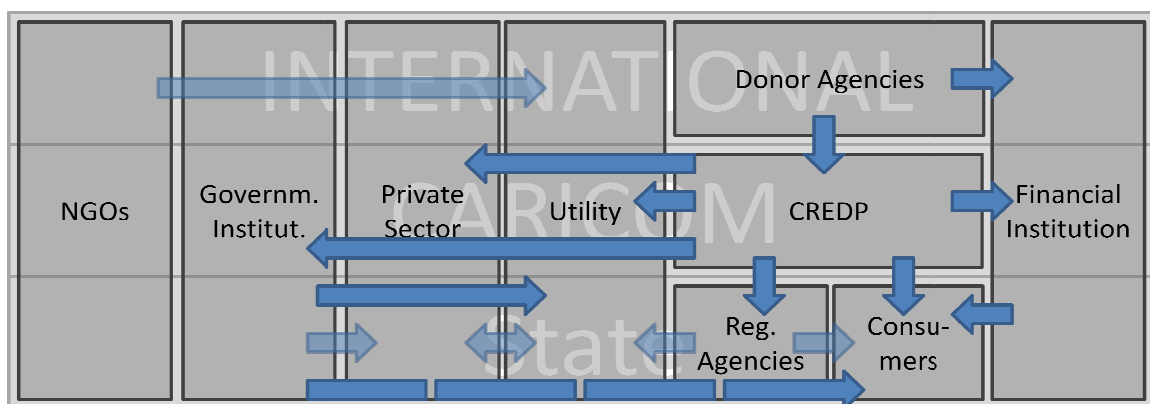 INTERNATIONAL
Donor Agencies
CARICOM
NGOs
Governm.
Institut.
Private
Sector
Utility
CREDP
Financial
Institution
State
Reg.
Agencies
Consu-
mers